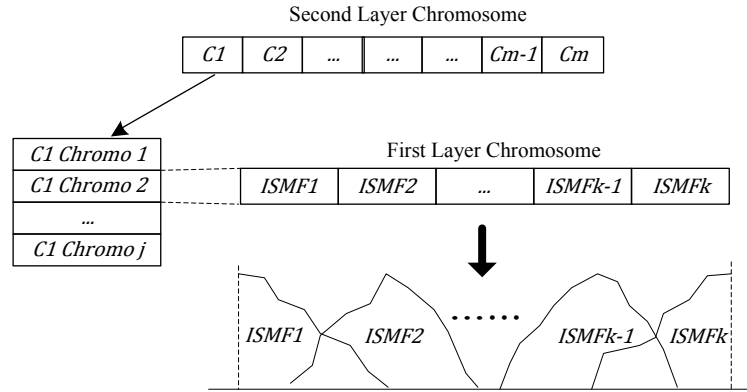 Second Layer Chromosome
C1 C2 ... ... ... Cm-1 Cm
C1 Chromo 1
C1 Chromo 2
...
C1 Chromo j
First Layer Chromosome
ISMF1 ISMF2 ... ISMFk-1 ISMFk
......
ISMF1 ISMF2 ISMFk-1 ISMFk